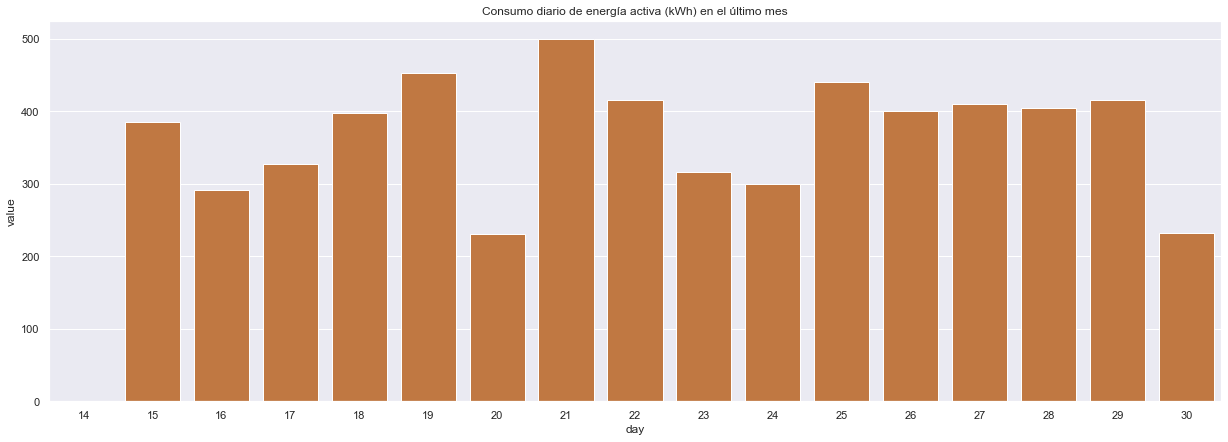 Consumo diario de energía activa (kWh) en el último mes
500
400
300
200
100
0
value
14 15 16 17 18 19 20 21 22 23 24 25 26 27 28 29 30
day